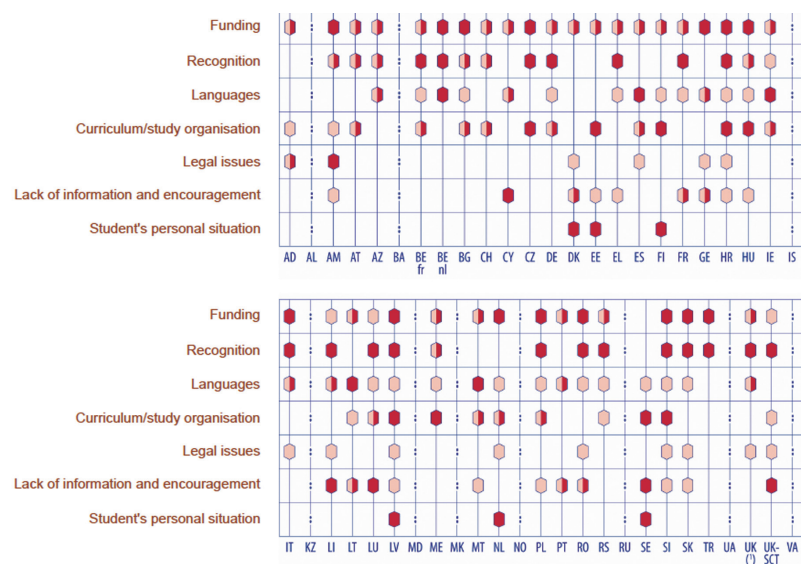 Funding
Recognition
Languages
Curriculum/study organisation
Legal issues
Lack of information and encouragement
Student's personal situation
AD AL AM AT AZ BA BE fr BE nl BG CH CY CZ DE DK EE EL ES FI FR GE HR HU IE IS
Funding
Recognition
Languages
Curriculum/study organisation
Legal issues
Lack of information and encouragement
Student's personal situation
IT KZ LI LT LU LV MD ME MK MT NL NO PL PT RO RS RU SE SI SK TR UA UK (¹) UK-SCT VA